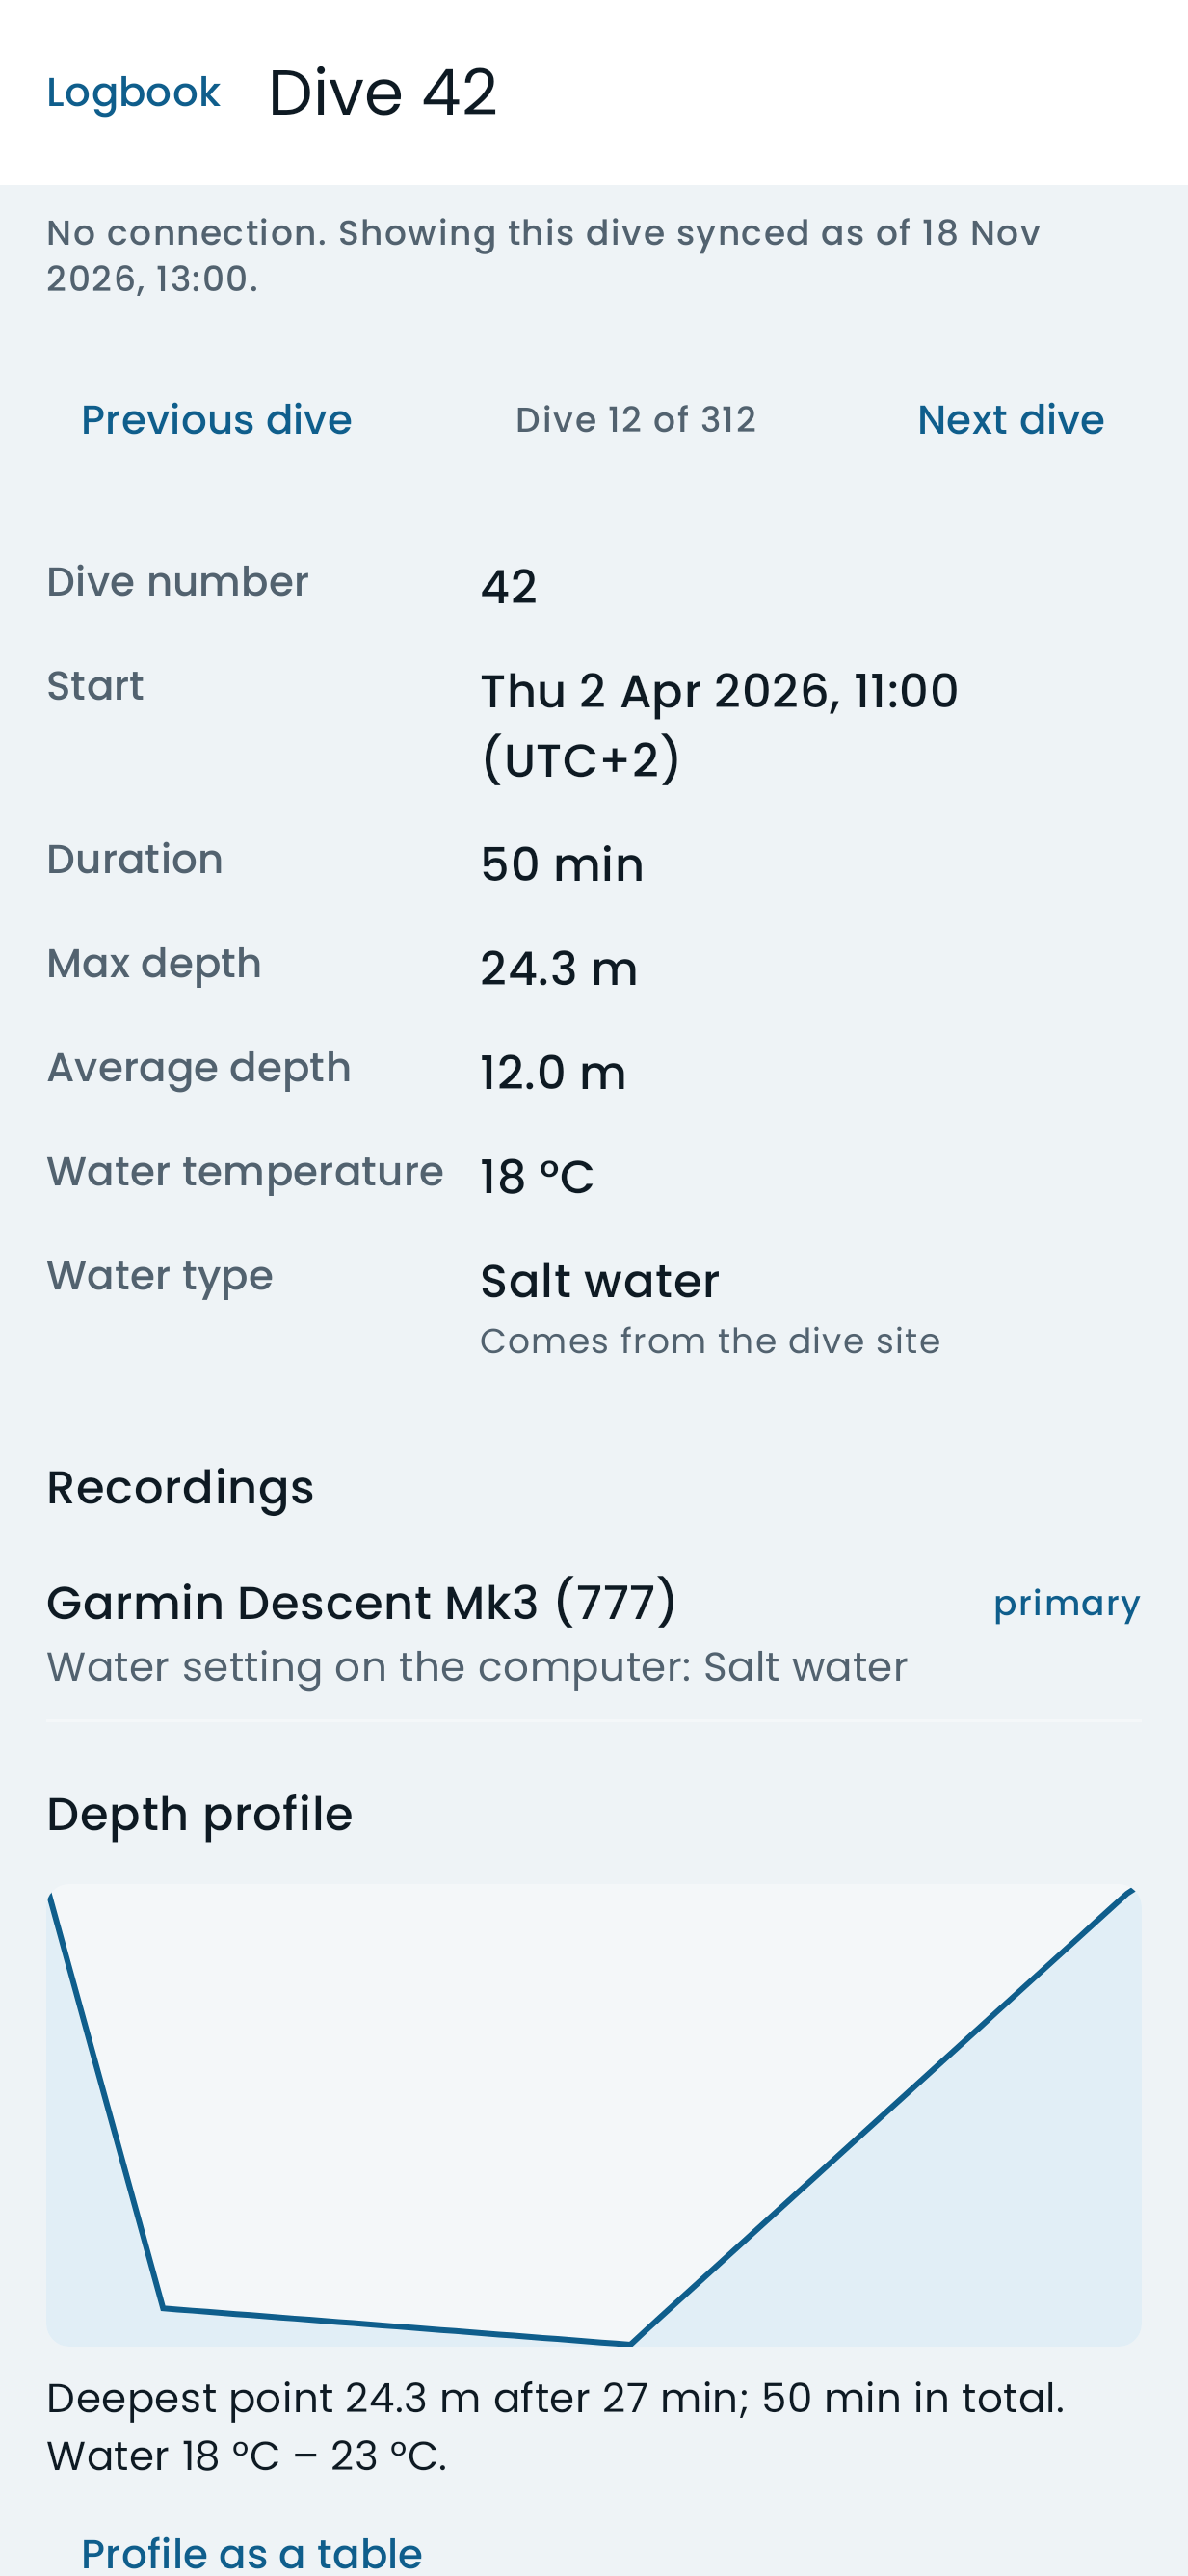 Logbook Dive 42
No connection. Showing this dive synced as of 18 Nov
2026, 13:00.
Previous dive Dive 12 of 312 Next dive
Dive number 42
Start Thu 2 Apr 2026, 11:00
(UTC+2)
Duration 50 min
Max depth 24.3 m
Average depth 12.0 m
Water temperature 18 °C
Water type Salt water
Comes from the dive site
Recordings
Garmin Descent Mk3 (777) primary
Water setting on the computer: Salt water
Depth profile
Deepest point 24.3 m after 27 min; 50 min in total.
Water 18 °C – 23 °C.
Profile as a table